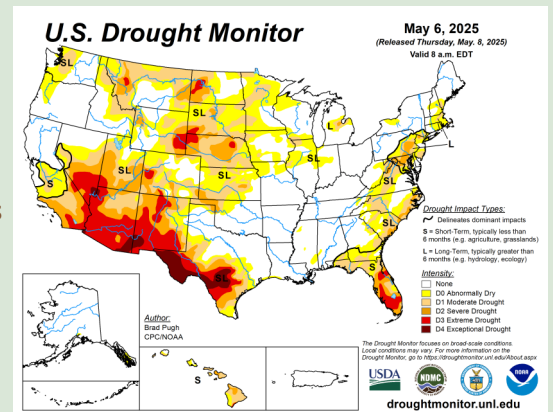 U.S. Drought Monitor
May 6, 2025
(Released Thursday, May. 8, 2025)
Valid 8 a.m. EDT
SL
SL
L
L
SL
SL
SL
SL
S
SL
SL
S
S
Drought Impact Types:
Delineates dominant impacts
S = Short-Term, typically less than
6 months (e.g. agriculture, grasslands)
L = Long-Term, typically greater than
6 months (e.g. hydrology, ecology)
Intensity:
None
D0 Abnormally Dry
D1 Moderate Drought
D2 Severe Drought
D3 Extreme Drought
D4 Exceptional Drought
Author:
Brad Pugh
CPC/NOAA
The Drought Monitor focuses on broad-scale conditions.
Local conditions may vary. For more information on the
Drought Monitor, go to https://droughtmonitor.unl.edu/About.aspx
USDA
NDMC
NOAA
droughtmonitor.unl.edu